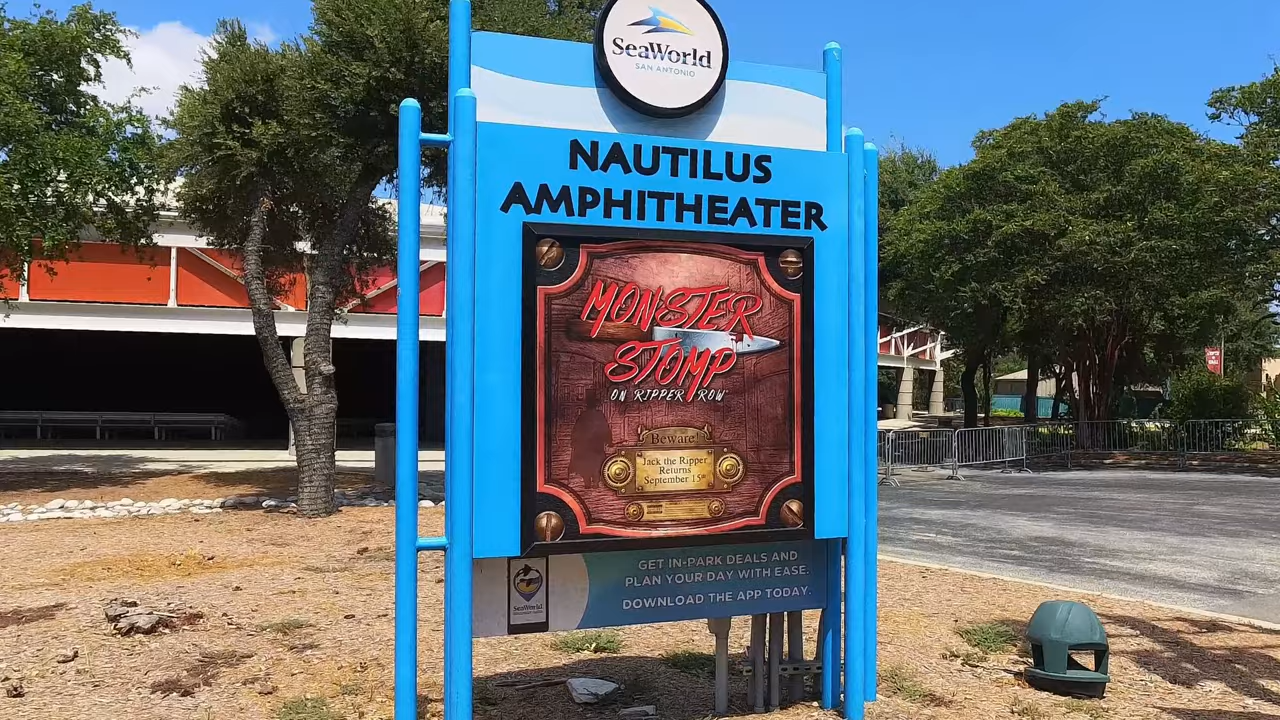 SeaWorld
SAN ANTONIO
NAUTILUS
AMPHITHEATER
MONSTER
STOMP
ON RIPPER ROW
Beware!
Jack the Ripper
Returns
September 15th
GET IN-PARK DEALS AND
PLAN YOUR DAY WITH EASE.
DOWNLOAD THE APP TODAY.
SeaWorld